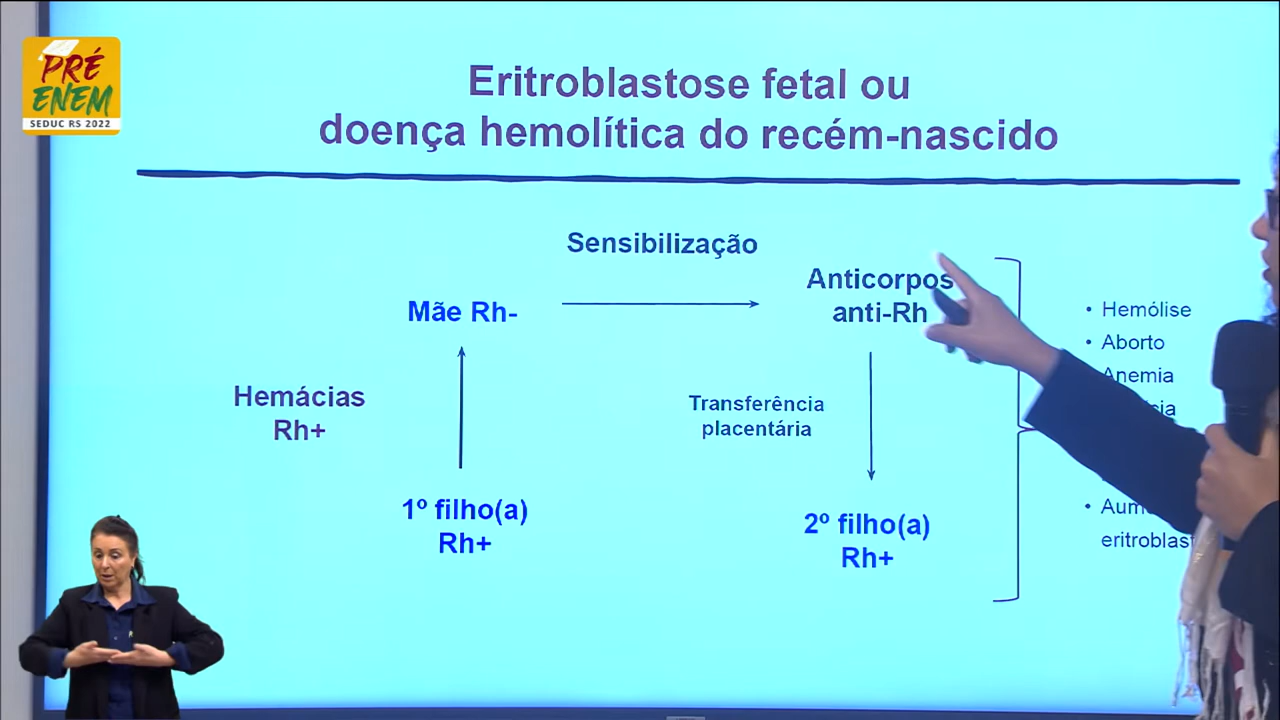 PRÉ
ENEM
SEDUC RS 2022
Eritroblastose fetal ou
doença hemolítica do recém-nascido
Sensibilização
Mãe Rh-
Anticorpos
anti-Rh
Hemácias
Rh+
Transferência
placentária
1º filho(a)
Rh+
2º filho(a)
Rh+
• Hemólise
• Aborto
Anemia